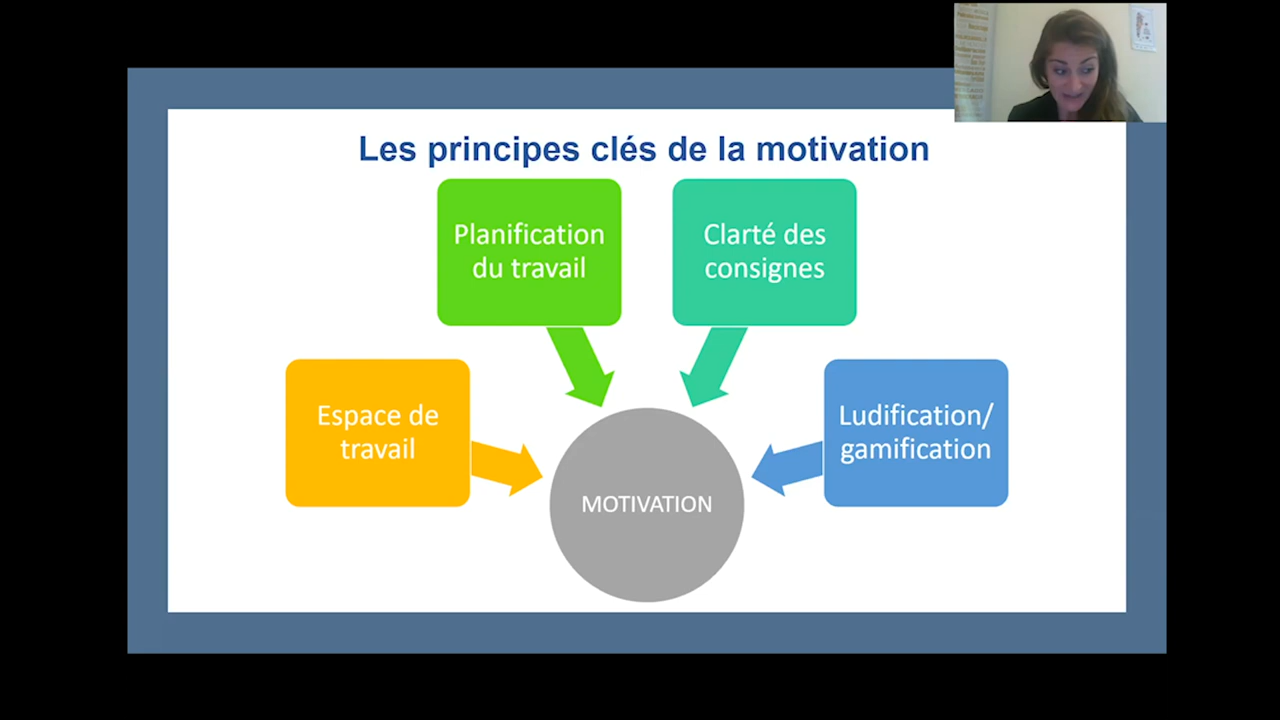 Les principes clés de la motivation
Planification
du travail
Clarté des
consignes
Espace de
travail
Ludification/
gamification
MOTIVATION